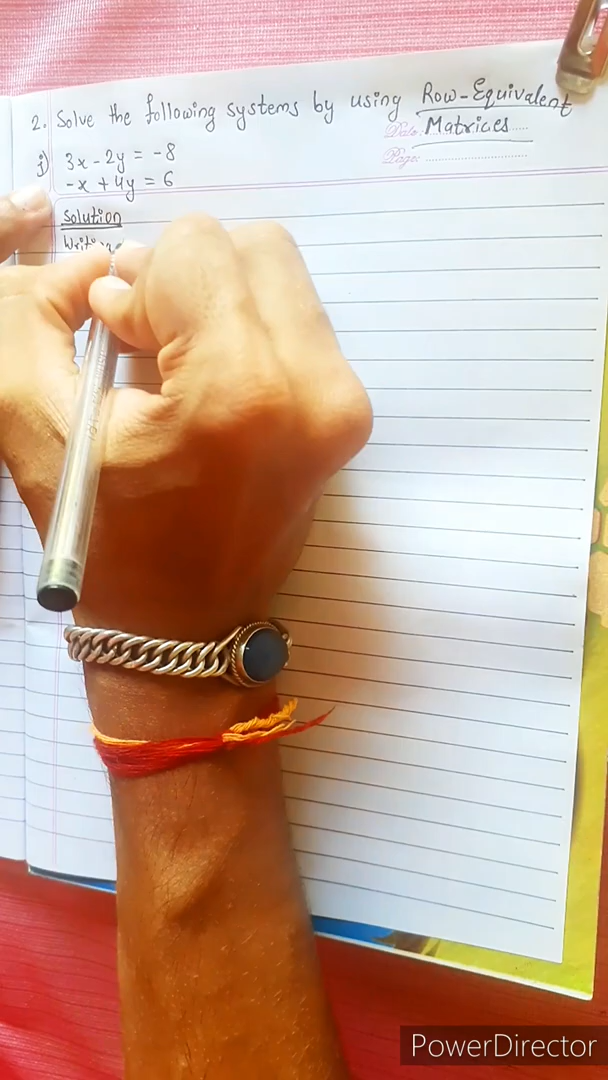 2. Solve the following systems by using Row-Equivalent
Date: Matrices
Page:
i) 3x - 2y = -8
-x + 4y = 6
Solution
PowerDirector